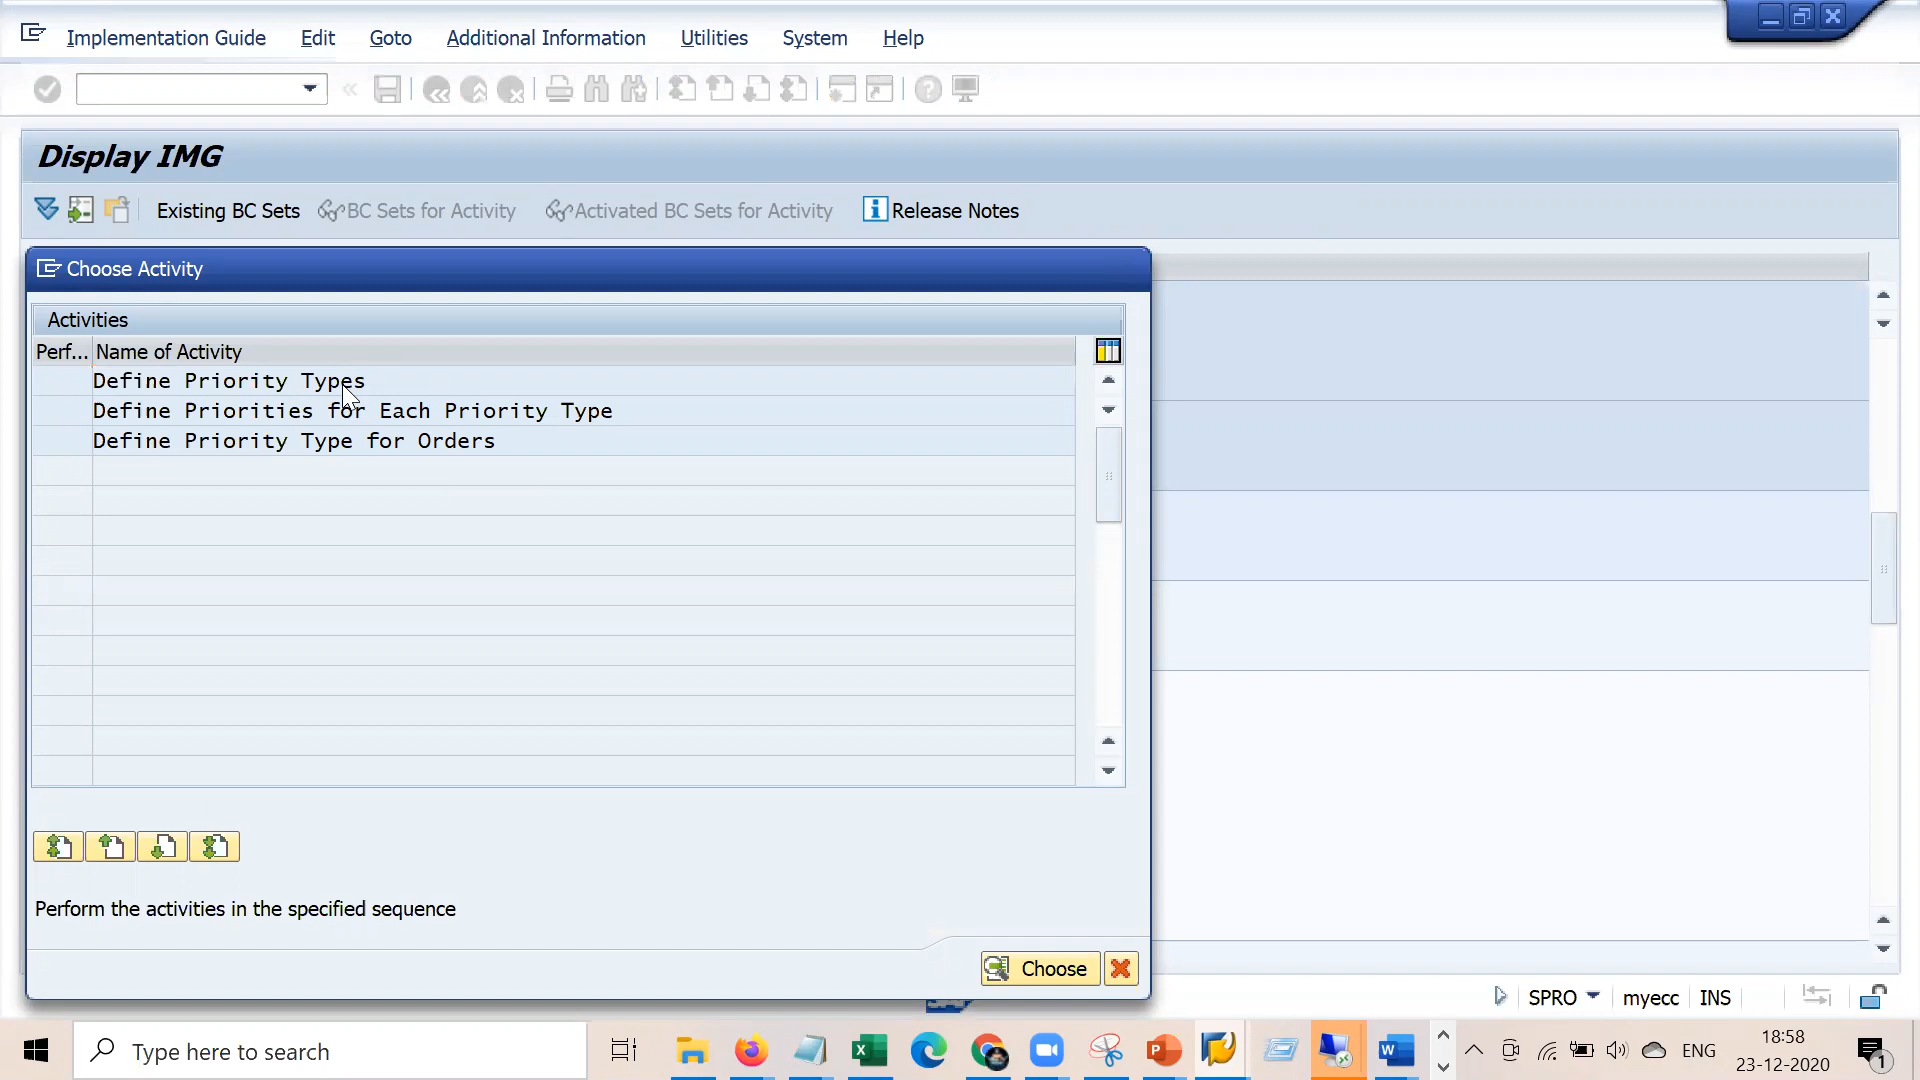 Implementation Guide Edit Goto Additional Information Utilities System Help
Display IMG
Existing BC Sets BC Sets for Activity Activated BC Sets for Activity Release Notes
Choose Activity
Activities
Perf... Name of Activity
Define Priority Types
Define Priorities for Each Priority Type
Define Priority Type for Orders
Perform the activities in the specified sequence
Choose
SPRO myecc INS
Type here to search
ENG
18:58
23-12-2020
1